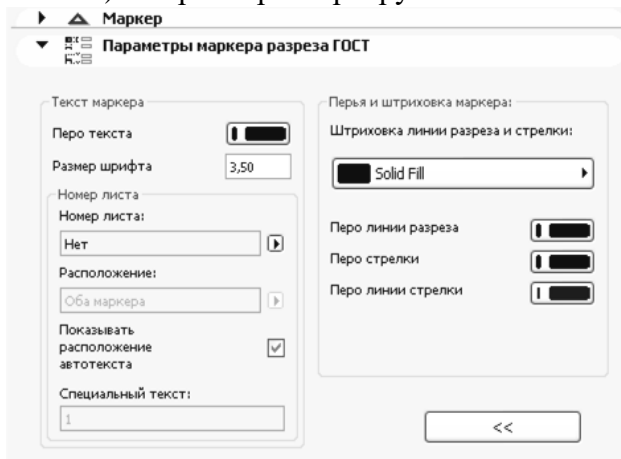 Маркер
Параметры маркера разреза ГОСТ
Текст маркера
Перо текста
Размер шрифта 3,50
Номер листа
Номер листа:
Нет
Расположение:
Оба маркера
Показывать
расположение
автотекста
Специальный текст:
1
Перья и штриховка маркера:
Штриховка линии разреза и стрелки:
Solid Fill
Перо линии разреза
Перо стрелки
Перо линии стрелки
<<